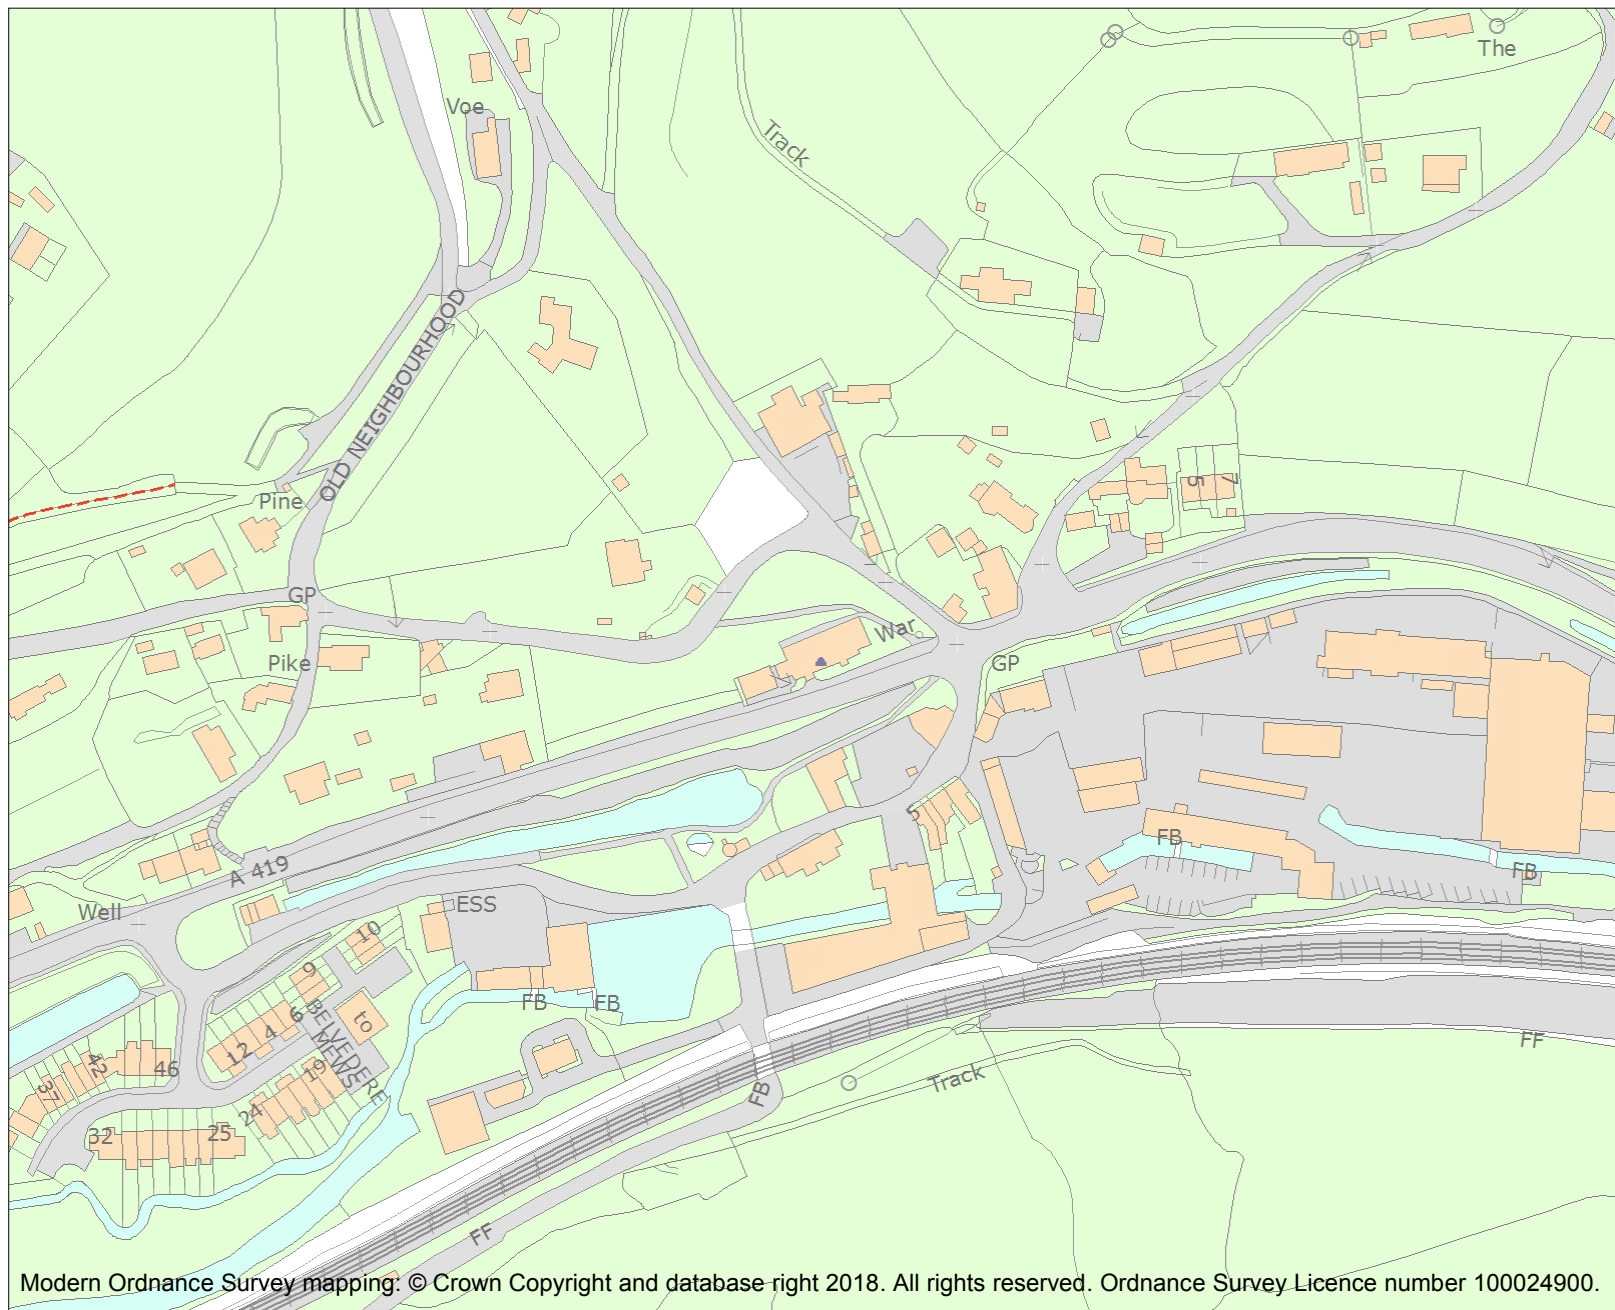 The
Voe
Track
OLD NEIGHBOURHOOD
5
7
Pine
GP
War
Pike
GP
5
FB
A 419
FB
ESS
Well
10
9
FB
FB
6
4
12
to
BELVEDERE
MEWS
FF
42
46
19
37
Track
FB
24
32
25
FF
Modern Ordnance Survey mapping: © Crown Copyright and database right 2018. All rights reserved. Ordnance Survey Licence number 100024900.